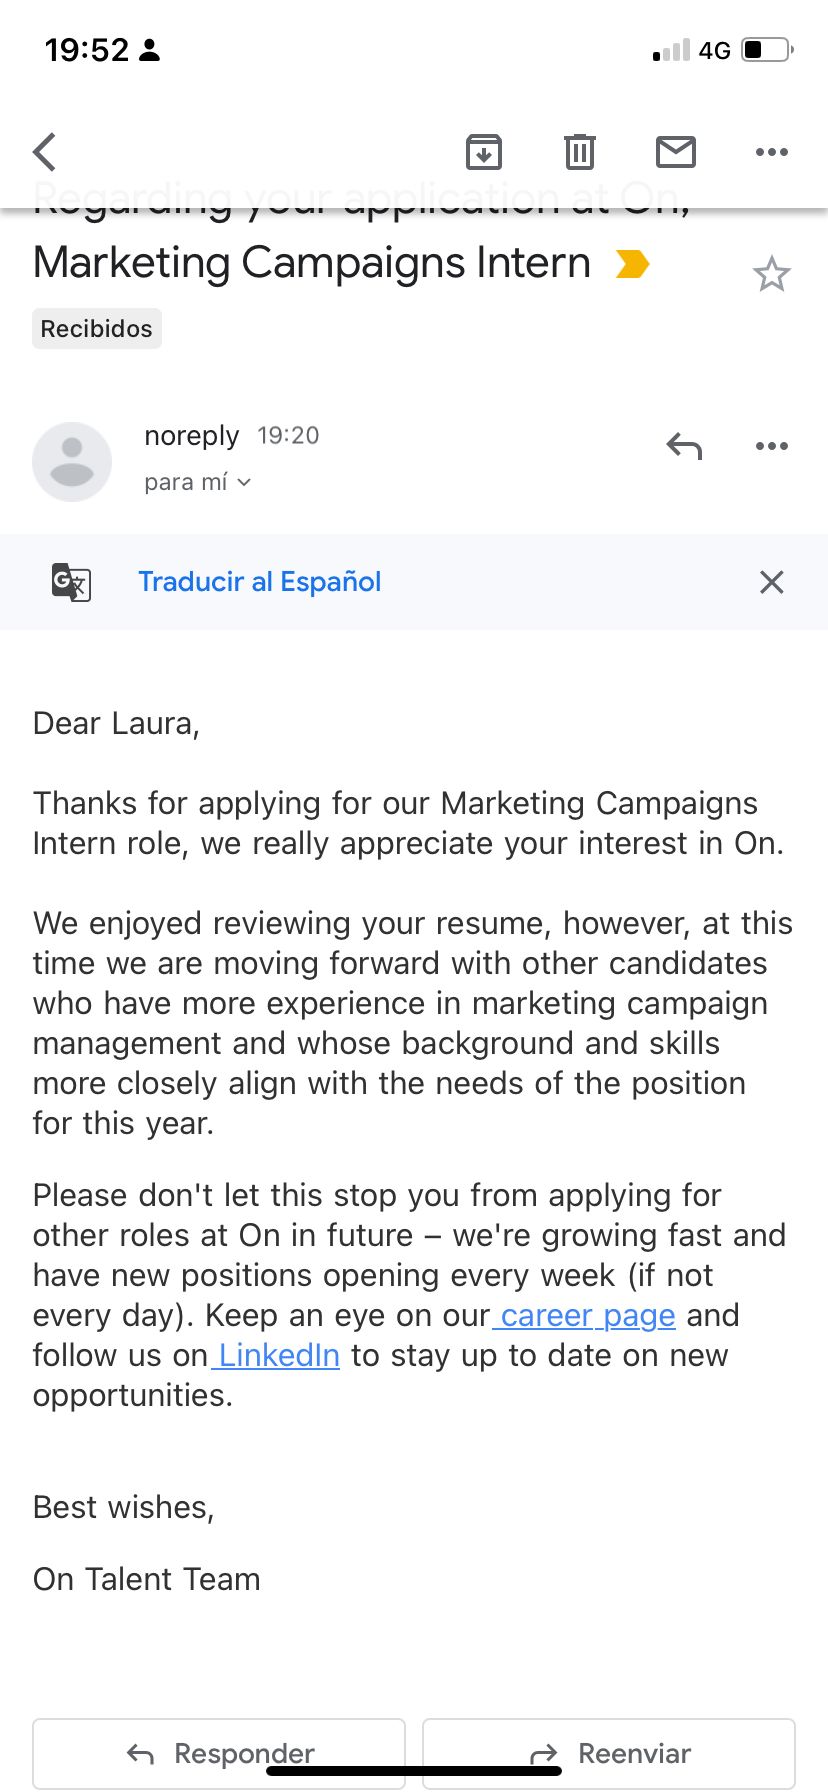 19:52
4G
Regarding your application at On,
Marketing Campaigns Intern
Recibidos
noreply 19:20
para mí
G
文
Traducir al Español
Dear Laura,
Thanks for applying for our Marketing Campaigns
Intern role, we really appreciate your interest in On.
We enjoyed reviewing your resume, however, at this
time we are moving forward with other candidates
who have more experience in marketing campaign
management and whose background and skills
more closely align with the needs of the position
for this year.
Please don't let this stop you from applying for
other roles at On in future – we're growing fast and
have new positions opening every week (if not
every day). Keep an eye on our career page and
follow us on LinkedIn to stay up to date on new
opportunities.
Best wishes,
On Talent Team
Responder
Reenviar